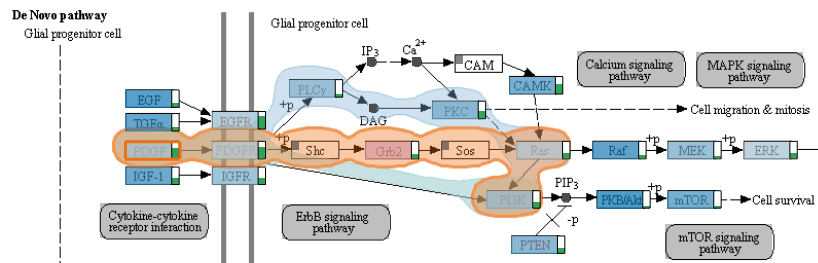 De Novo pathway
Glial progenitor cell
Glial progenitor cell
IP3
Ca2+
CAM
Calcium signaling
pathway
MAPK signaling
pathway
EGF
PLCγ
CAMK
TGFα
EGFR
+p
DAG
PKC
Cell migration & mitosis
PDGF
PDGFR
+p
Shc
Grb2
Sos
Ras
Raf
+p
MEK
+p
ERK
IGF-1
IGFR
PI3K
PIP3
PKB/Akt
+p
mTOR
Cell survival
-p
PTEN
Cytokine-cytokine
receptor interaction
ErbB signaling
pathway
mTOR signaling
pathway